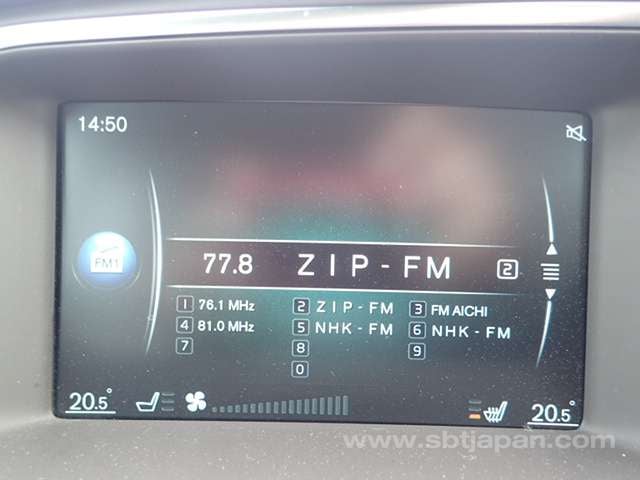 14:50
FM1
77.8 ZIP-FM 2
1 76.1 MHz 2 ZIP-FM 3 FM AICHI
4 81.0 MHz 5 NHK-FM 6 NHK-FM
7 8 9
0
20.5° 20.5°
www.sbtjapan.com